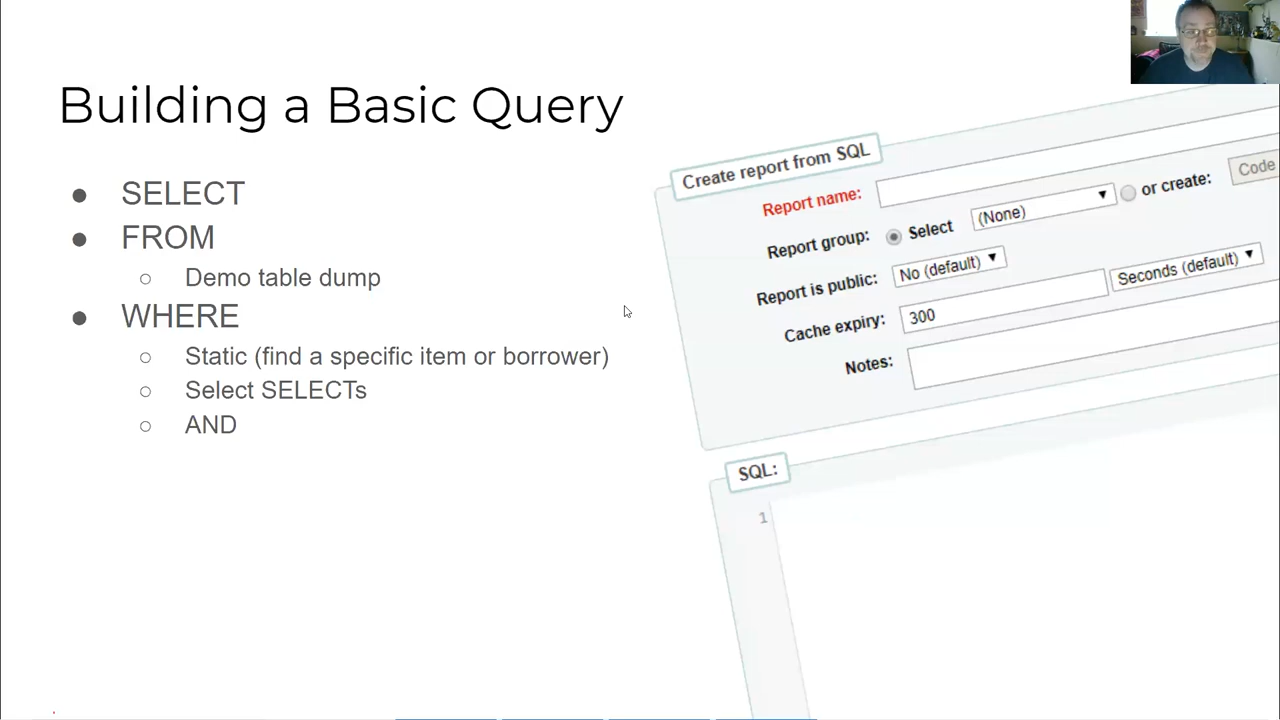 Building a Basic Query
SELECT
FROM
Demo table dump
WHERE
Static (find a specific item or borrower)
Select SELECTs
AND
Create report from SQL
Report name:
Report group: Select (None) or create: Code
Report is public: No (default)
Cache expiry: 300 Seconds (default)
Notes:
SQL:
1